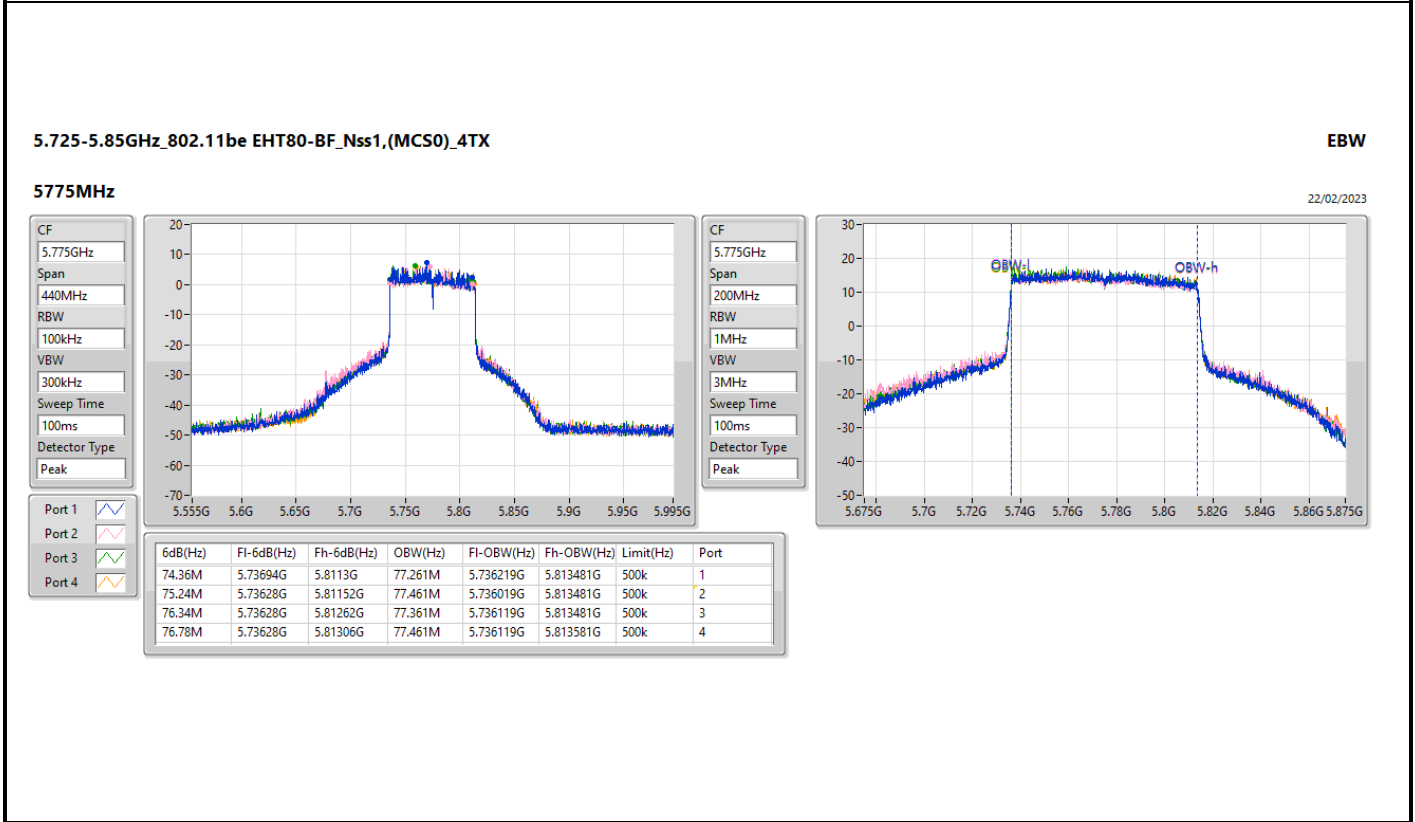 5.725-5.85GHz_802.11be EHT80-BF_Nss1,(MCS0)_4TX
EBW
5775MHz
22/02/2023
CF
5.775GHz
Span
440MHz
RBW
100kHz
VBW
300kHz
Sweep Time
100ms
Detector Type
Peak
20
10
0
-10
-20
-30
-40
-50
-60
-70
5.555G 5.6G 5.65G 5.7G 5.75G 5.8G 5.85G 5.9G 5.95G 5.995G
CF
5.775GHz
Span
200MHz
RBW
1MHz
VBW
3MHz
Sweep Time
100ms
Detector Type
Peak
30
20
10
0
-10
-20
-30
-40
-50
OBW-l OBW-h
5.675G 5.7G 5.72G 5.74G 5.76G 5.78G 5.8G 5.82G 5.84G 5.86G 5.875G
Port 1
Port 2
Port 3
Port 4
6dB(Hz) Fl-6dB(Hz) Fh-6dB(Hz) OBW(Hz) Fl-OBW(Hz) Fh-OBW(Hz) Limit(Hz) Port
74.36M 5.73694G 5.8113G 77.261M 5.736219G 5.813481G 500k 1
75.24M 5.73628G 5.81152G 77.461M 5.736019G 5.813481G 500k 2
76.34M 5.73628G 5.81262G 77.361M 5.736119G 5.813481G 500k 3
76.78M 5.73628G 5.81306G 77.461M 5.736119G 5.813581G 500k 4